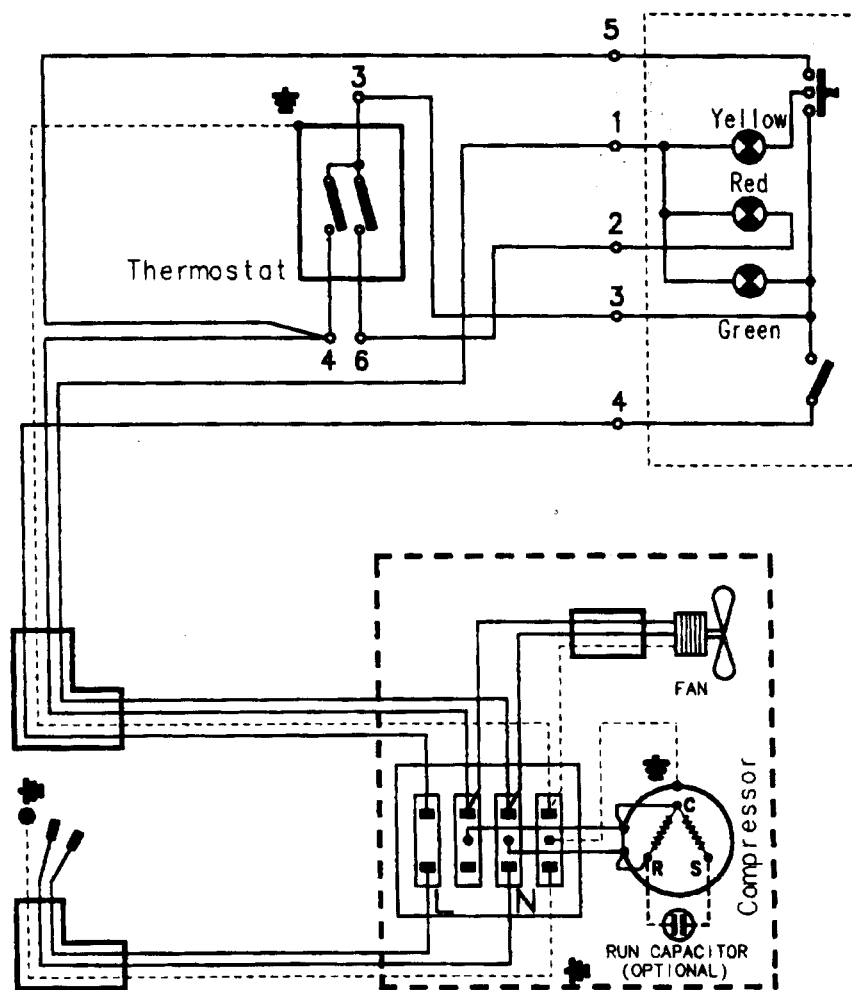 5
3
1
Yellow
Red
2
Thermostat
3
Green
4 6
4
FAN
C
R S
Compressor
L N
RUN CAPACITOR
(OPTIONAL)